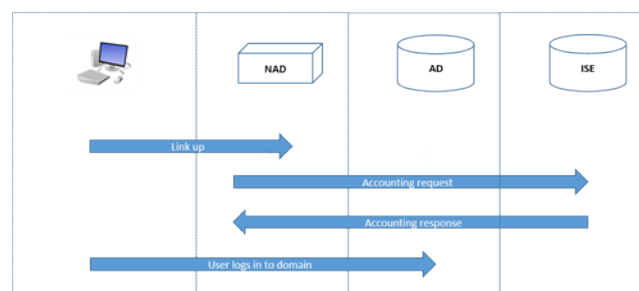 NAD
AD
ISE
Link up
Accounting request
Accounting response
User logs in to domain